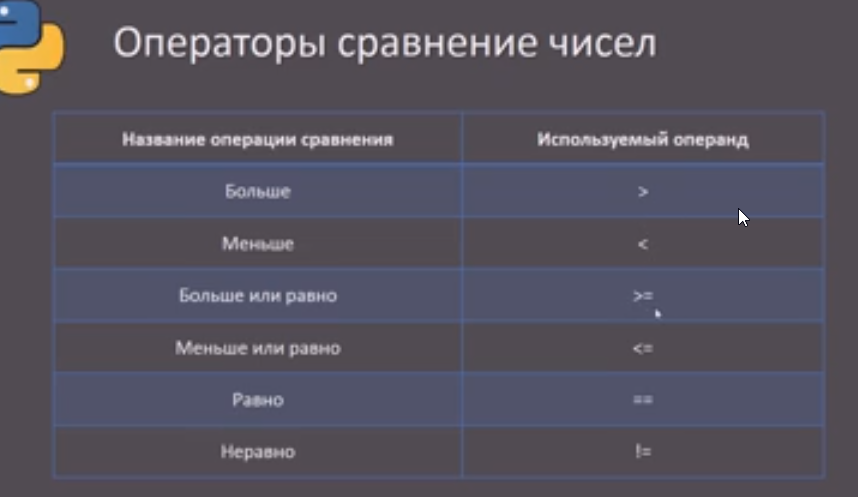 Операторы сравнение чисел
Название операции сравнения Используемый операнд
Больше >
Меньше <
Больше или равно >=
Меньше или равно <=
Равно ==
Неравно !=